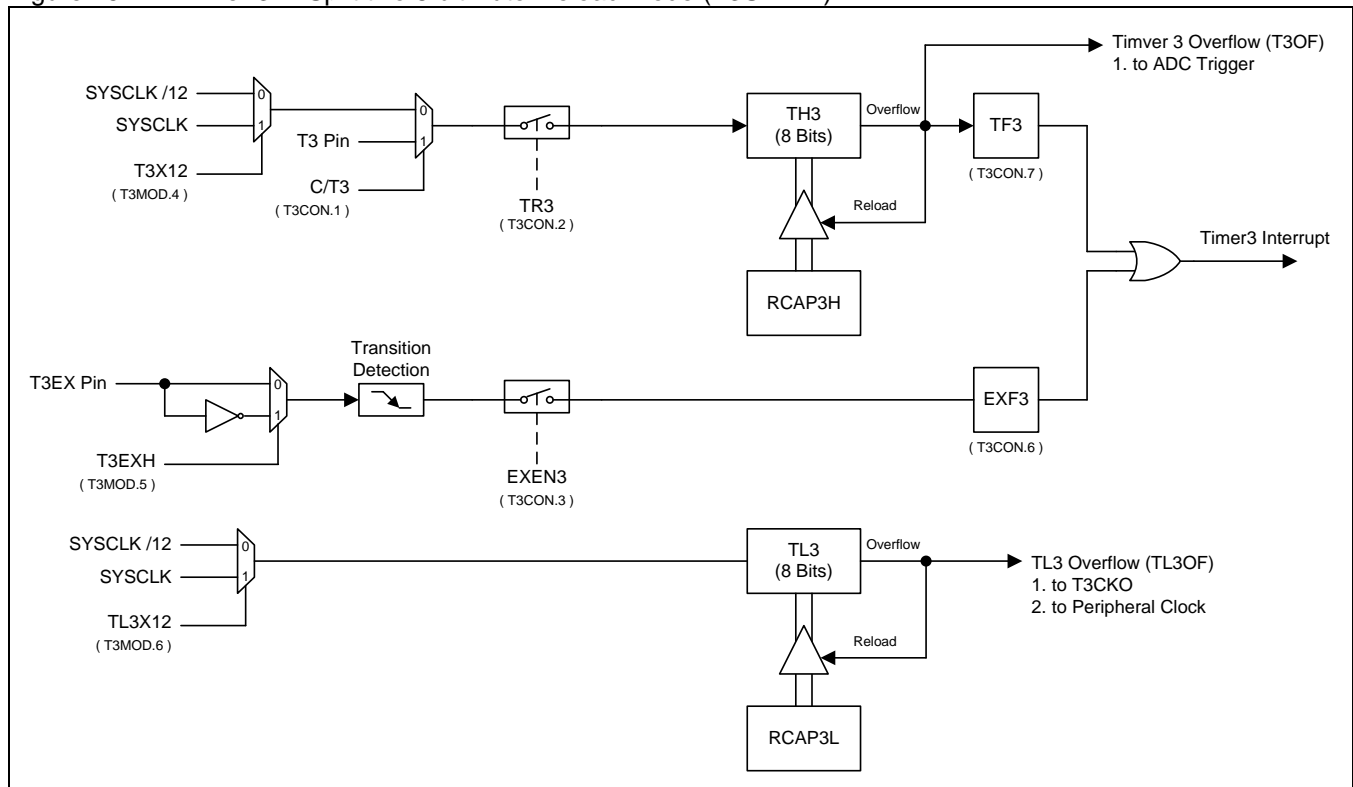 Timver 3 Overflow (T3OF)
1. to ADC Trigger
SYSCLK /12
0
SYSCLK
1
T3X12
( T3MOD.4 )
0
T3 Pin
1
C/T3
( T3CON.1 )
TR3
( T3CON.2 )
TH3
(8 Bits)
Overflow
TF3
( T3CON.7 )
Reload
RCAP3H
Timer3 Interrupt
T3EX Pin
0
1
T3EXH
( T3MOD.5 )
Transition
Detection
EXEN3
( T3CON.3 )
EXF3
( T3CON.6 )
SYSCLK /12
0
SYSCLK
1
TL3X12
( T3MOD.6 )
TL3
(8 Bits)
Overflow
TL3 Overflow (TL3OF)
1. to T3CKO
2. to Peripheral Clock
Reload
RCAP3L